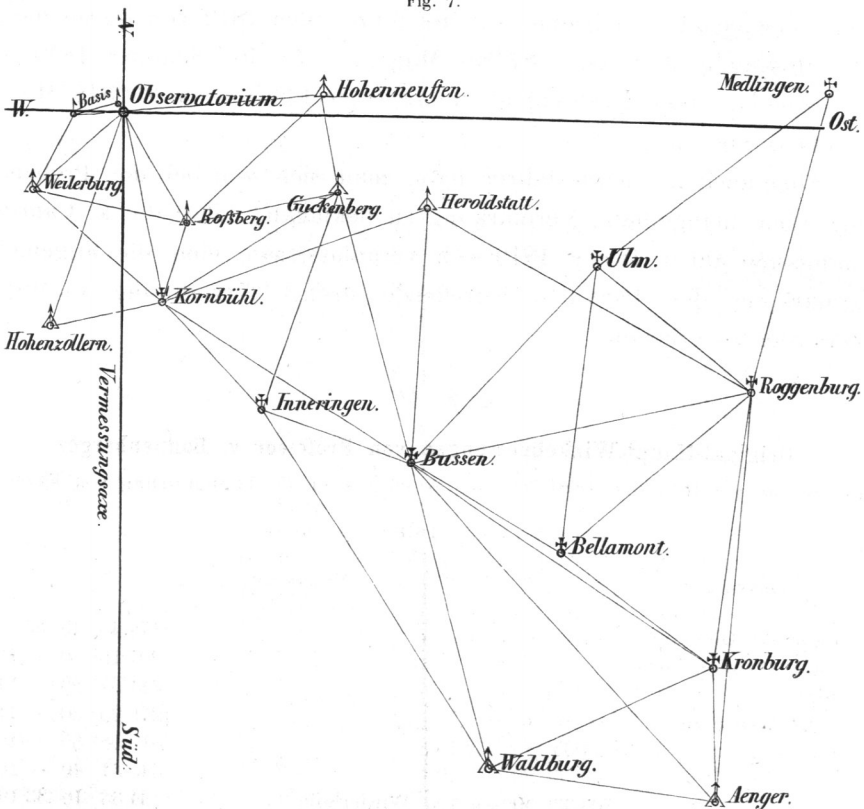 Fig. 7.
N.
Medlingen.
Hohenneuffen.
Basis
Observatorium.
W.
Ost.
Weilerburg.
Roßberg.
Guckenberg.
Heroldstatt.
Ulm.
Kornbühl.
Hohenzollern.
Vermessungsaxe.
Roggenburg.
Inneringen.
Bussen.
Bellamont.
Kronburg.
Süd.
Waldburg.
Aenger.